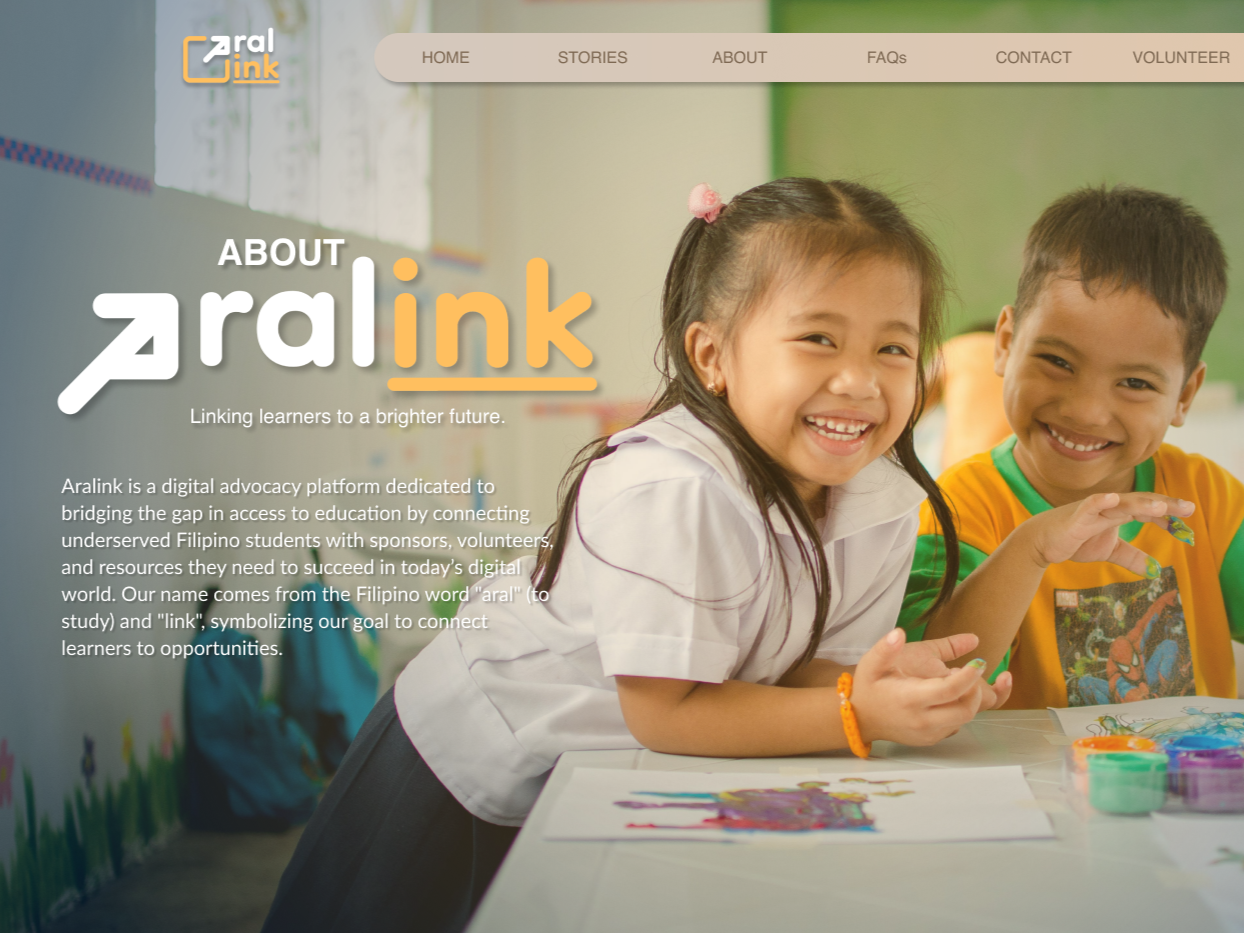 aralink
HOME STORIES ABOUT FAQs CONTACT VOLUNTEER
ABOUT
aralink
Linking learners to a brighter future.
Aralink is a digital advocacy platform dedicated to
bridging the gap in access to education by connecting
underserved Filipino students with sponsors, volunteers,
and resources they need to succeed in today's digital
world. Our name comes from the Filipino word "aral" (to
study) and "link", symbolizing our goal to connect
learners to opportunities.